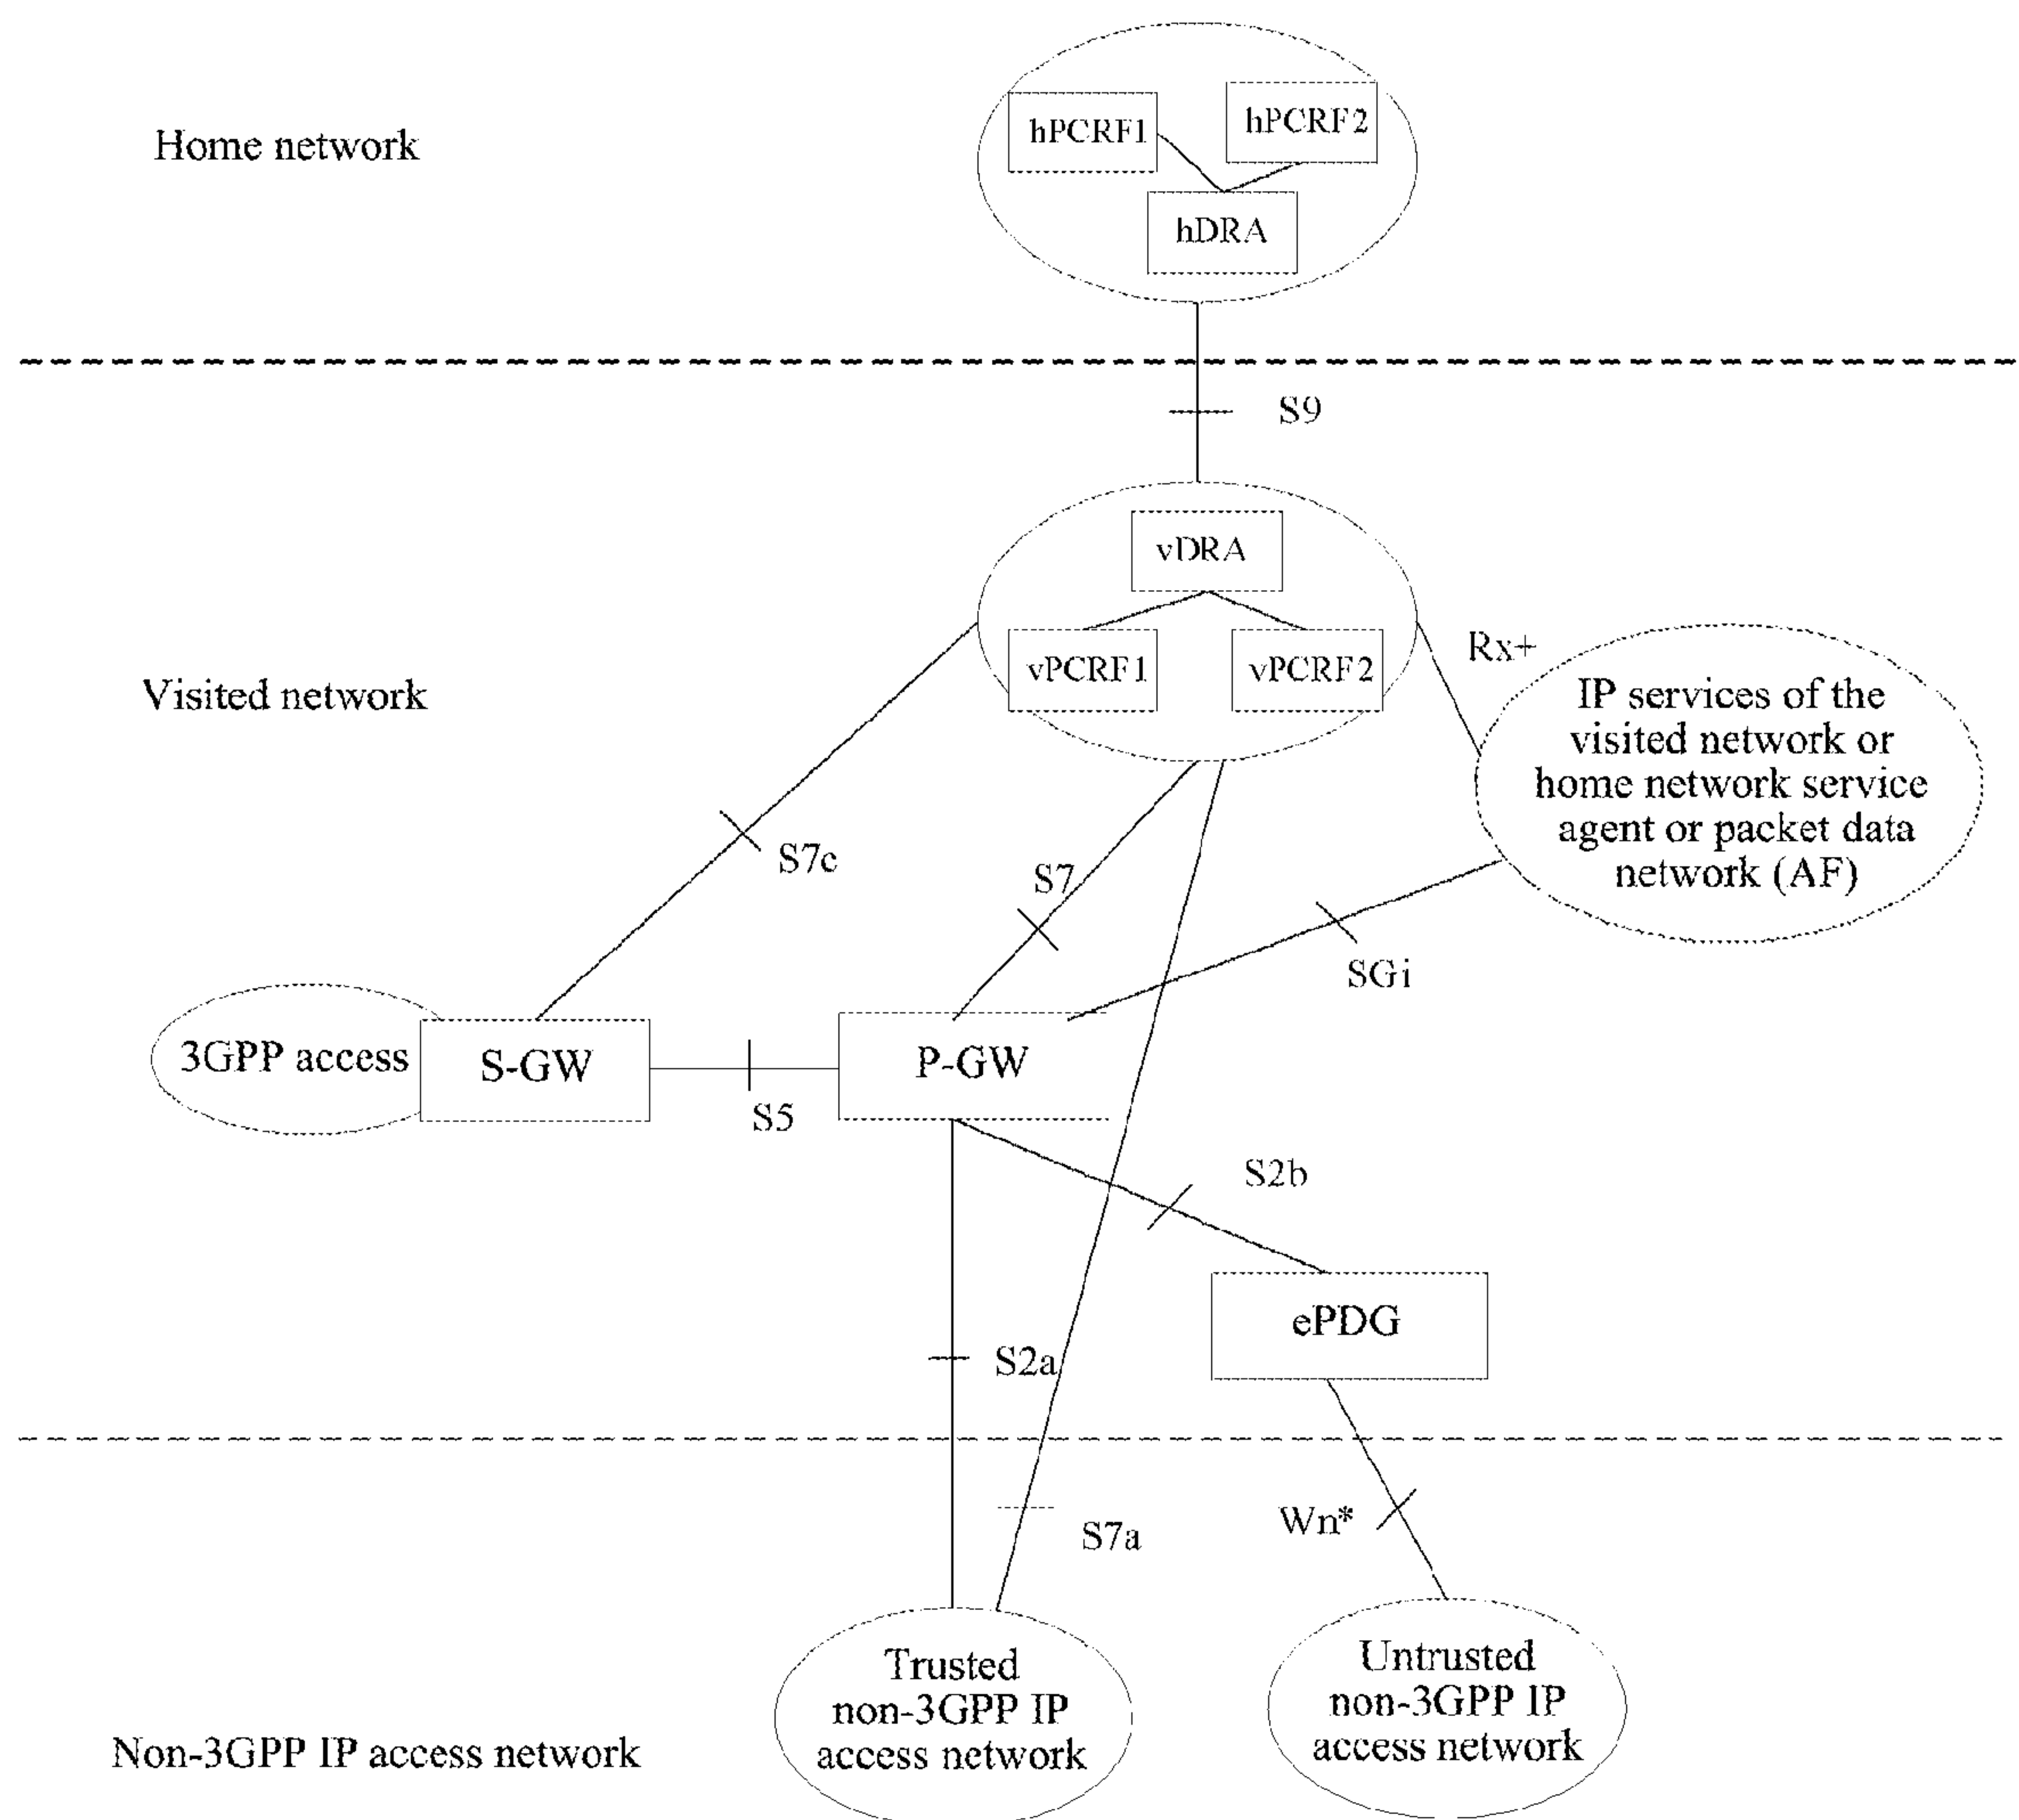 Home network
hPCRF1
hPCRF2
hDRA
S9
vDRA
vPCRF1
vPCRF2
Rx+
Visited network
IP services of the
visited network or
home network service
agent or packet data
network (AF)
S7c
S7
SGi
3GPP access
S-GW
P-GW
S5
S2b
ePDG
S2a
Wn*
S7a
Trusted
non-3GPP IP
access network
Untrusted
non-3GPP IP
access network
Non-3GPP IP access network